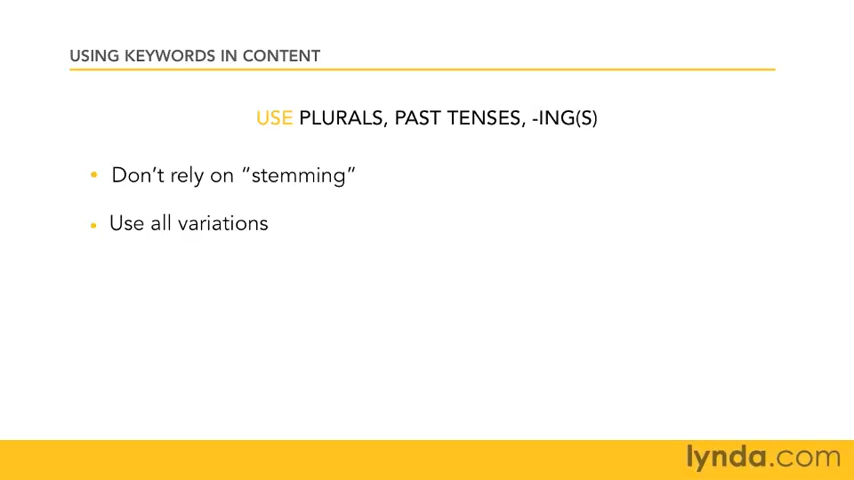 USING KEYWORDS IN CONTENT
USE PLURALS, PAST TENSES, -ING(S)
• Don't rely on “stemming”
• Use all variations
lynda.com